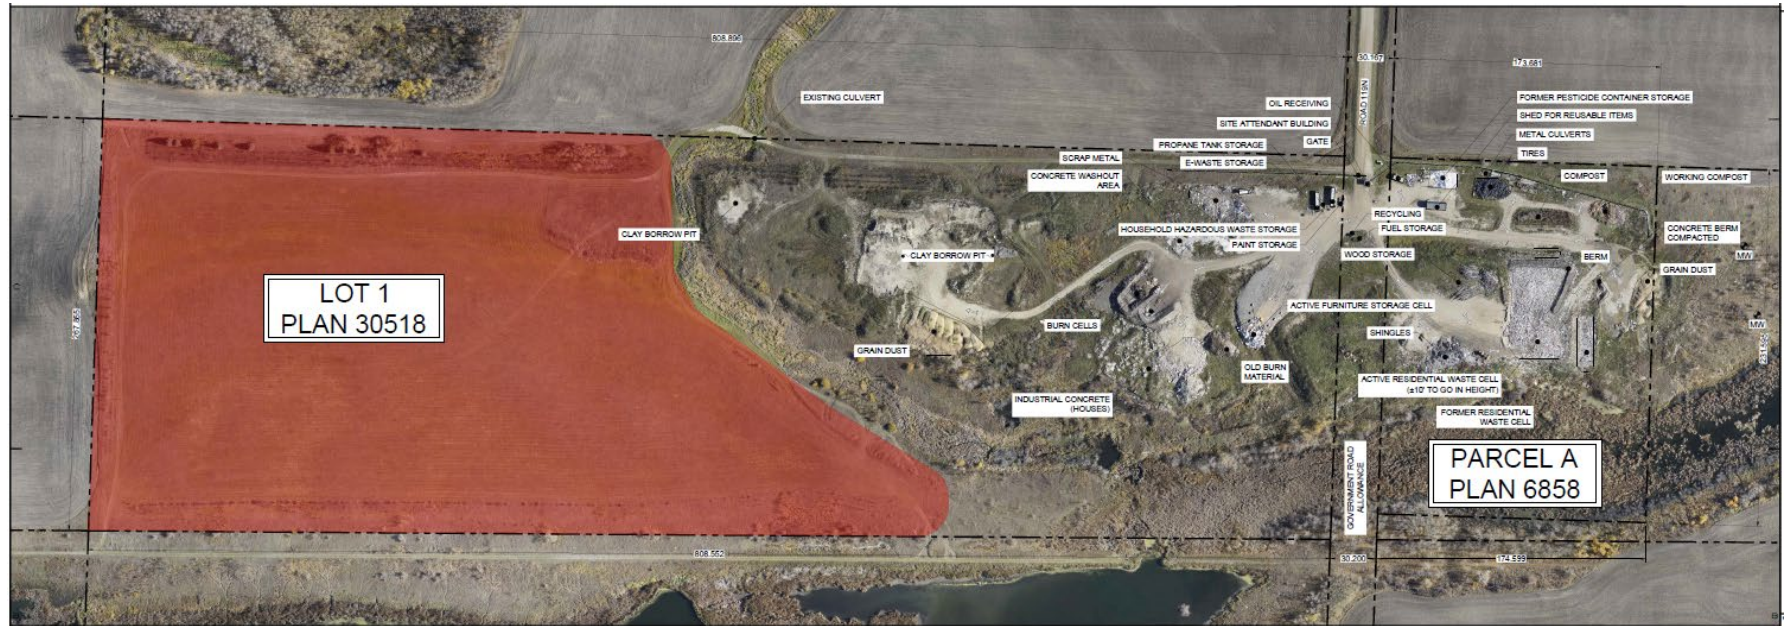 808.896
30.167
173.681
EXISTING CULVERT
OIL RECEIVING
SITE ATTENDANT BUILDING
GATE
PROPANE TANK STORAGE
E-WASTE STORAGE
SCRAP METAL
CONCRETE WASHOUT
AREA
ROAD 119N
FORMER PESTICIDE CONTAINER STORAGE
SHED FOR REUSABLE ITEMS
METAL CULVERTS
TIRES
COMPOST
WORKING COMPOST
CLAY BORROW PIT
CLAY BORROW PIT
HOUSEHOLD HAZARDOUS WASTE STORAGE
PAINT STORAGE
RECYCLING
FUEL STORAGE
WOOD STORAGE
CONCRETE BERM
COMPACTED
MW
BERM
GRAIN DUST
LOT 1
PLAN 30518
ACTIVE FURNITURE STORAGE CELL
BURN CELLS
SHINGLES
MW
GRAIN DUST
OLD BURN
MATERIAL
ACTIVE RESIDENTIAL WASTE CELL
(±10' TO GO IN HEIGHT)
INDUSTRIAL CONCRETE
(HOUSES)
FORMER RESIDENTIAL
WASTE CELL
PARCEL A
PLAN 6858
GOVERNMENT ROAD
ALLOWANCE
808.552
30.200
174.599